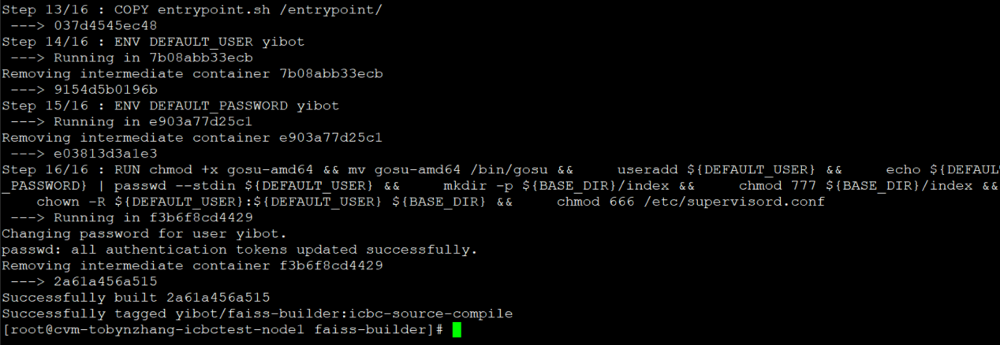 Step 13/16 : COPY entrypoint.sh /entrypoint/
 ---> 037d4545ec48
Step 14/16 : ENV DEFAULT_USER yibot
 ---> Running in 7b08abb33ecb
Removing intermediate container 7b08abb33ecb
 ---> 9154d5b0196b
Step 15/16 : ENV DEFAULT_PASSWORD yibot
 ---> Running in e903a77d25c1
Removing intermediate container e903a77d25c1
 ---> e03813d3a1e3
Step 16/16 : RUN chmod +x gosu-amd64 && mv gosu-amd64 /bin/gosu &&     useradd ${DEFAULT_USER} &&     echo ${DEFAUL
_PASSWORD} | passwd --stdin ${DEFAULT_USER} &&     mkdir -p ${BASE_DIR}/index &&     chmod 777 ${BASE_DIR}/index &&
    chown -R ${DEFAULT_USER}:${DEFAULT_USER} ${BASE_DIR} &&     chmod 666 /etc/supervisord.conf
 ---> Running in f3b6f8cd4429
Changing password for user yibot.
passwd: all authentication tokens updated successfully.
Removing intermediate container f3b6f8cd4429
 ---> 2a61a456a515
Successfully built 2a61a456a515
Successfully tagged yibot/faiss-builder:icbc-source-compile
[root@cvm-tobynzhang-icbctest-node1 faiss-builder]#